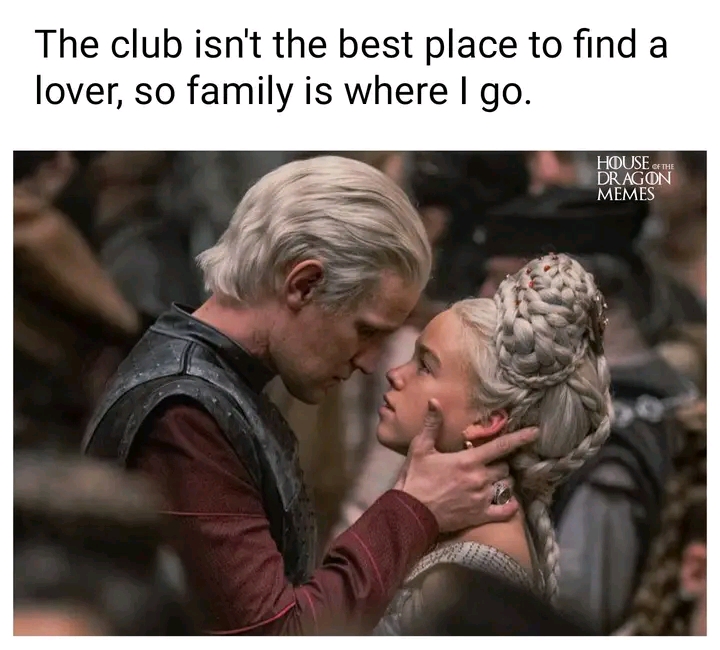 The club isn't the best place to find a
lover, so family is where I go.
HOUSE OF THE
DRAGON
MEMES